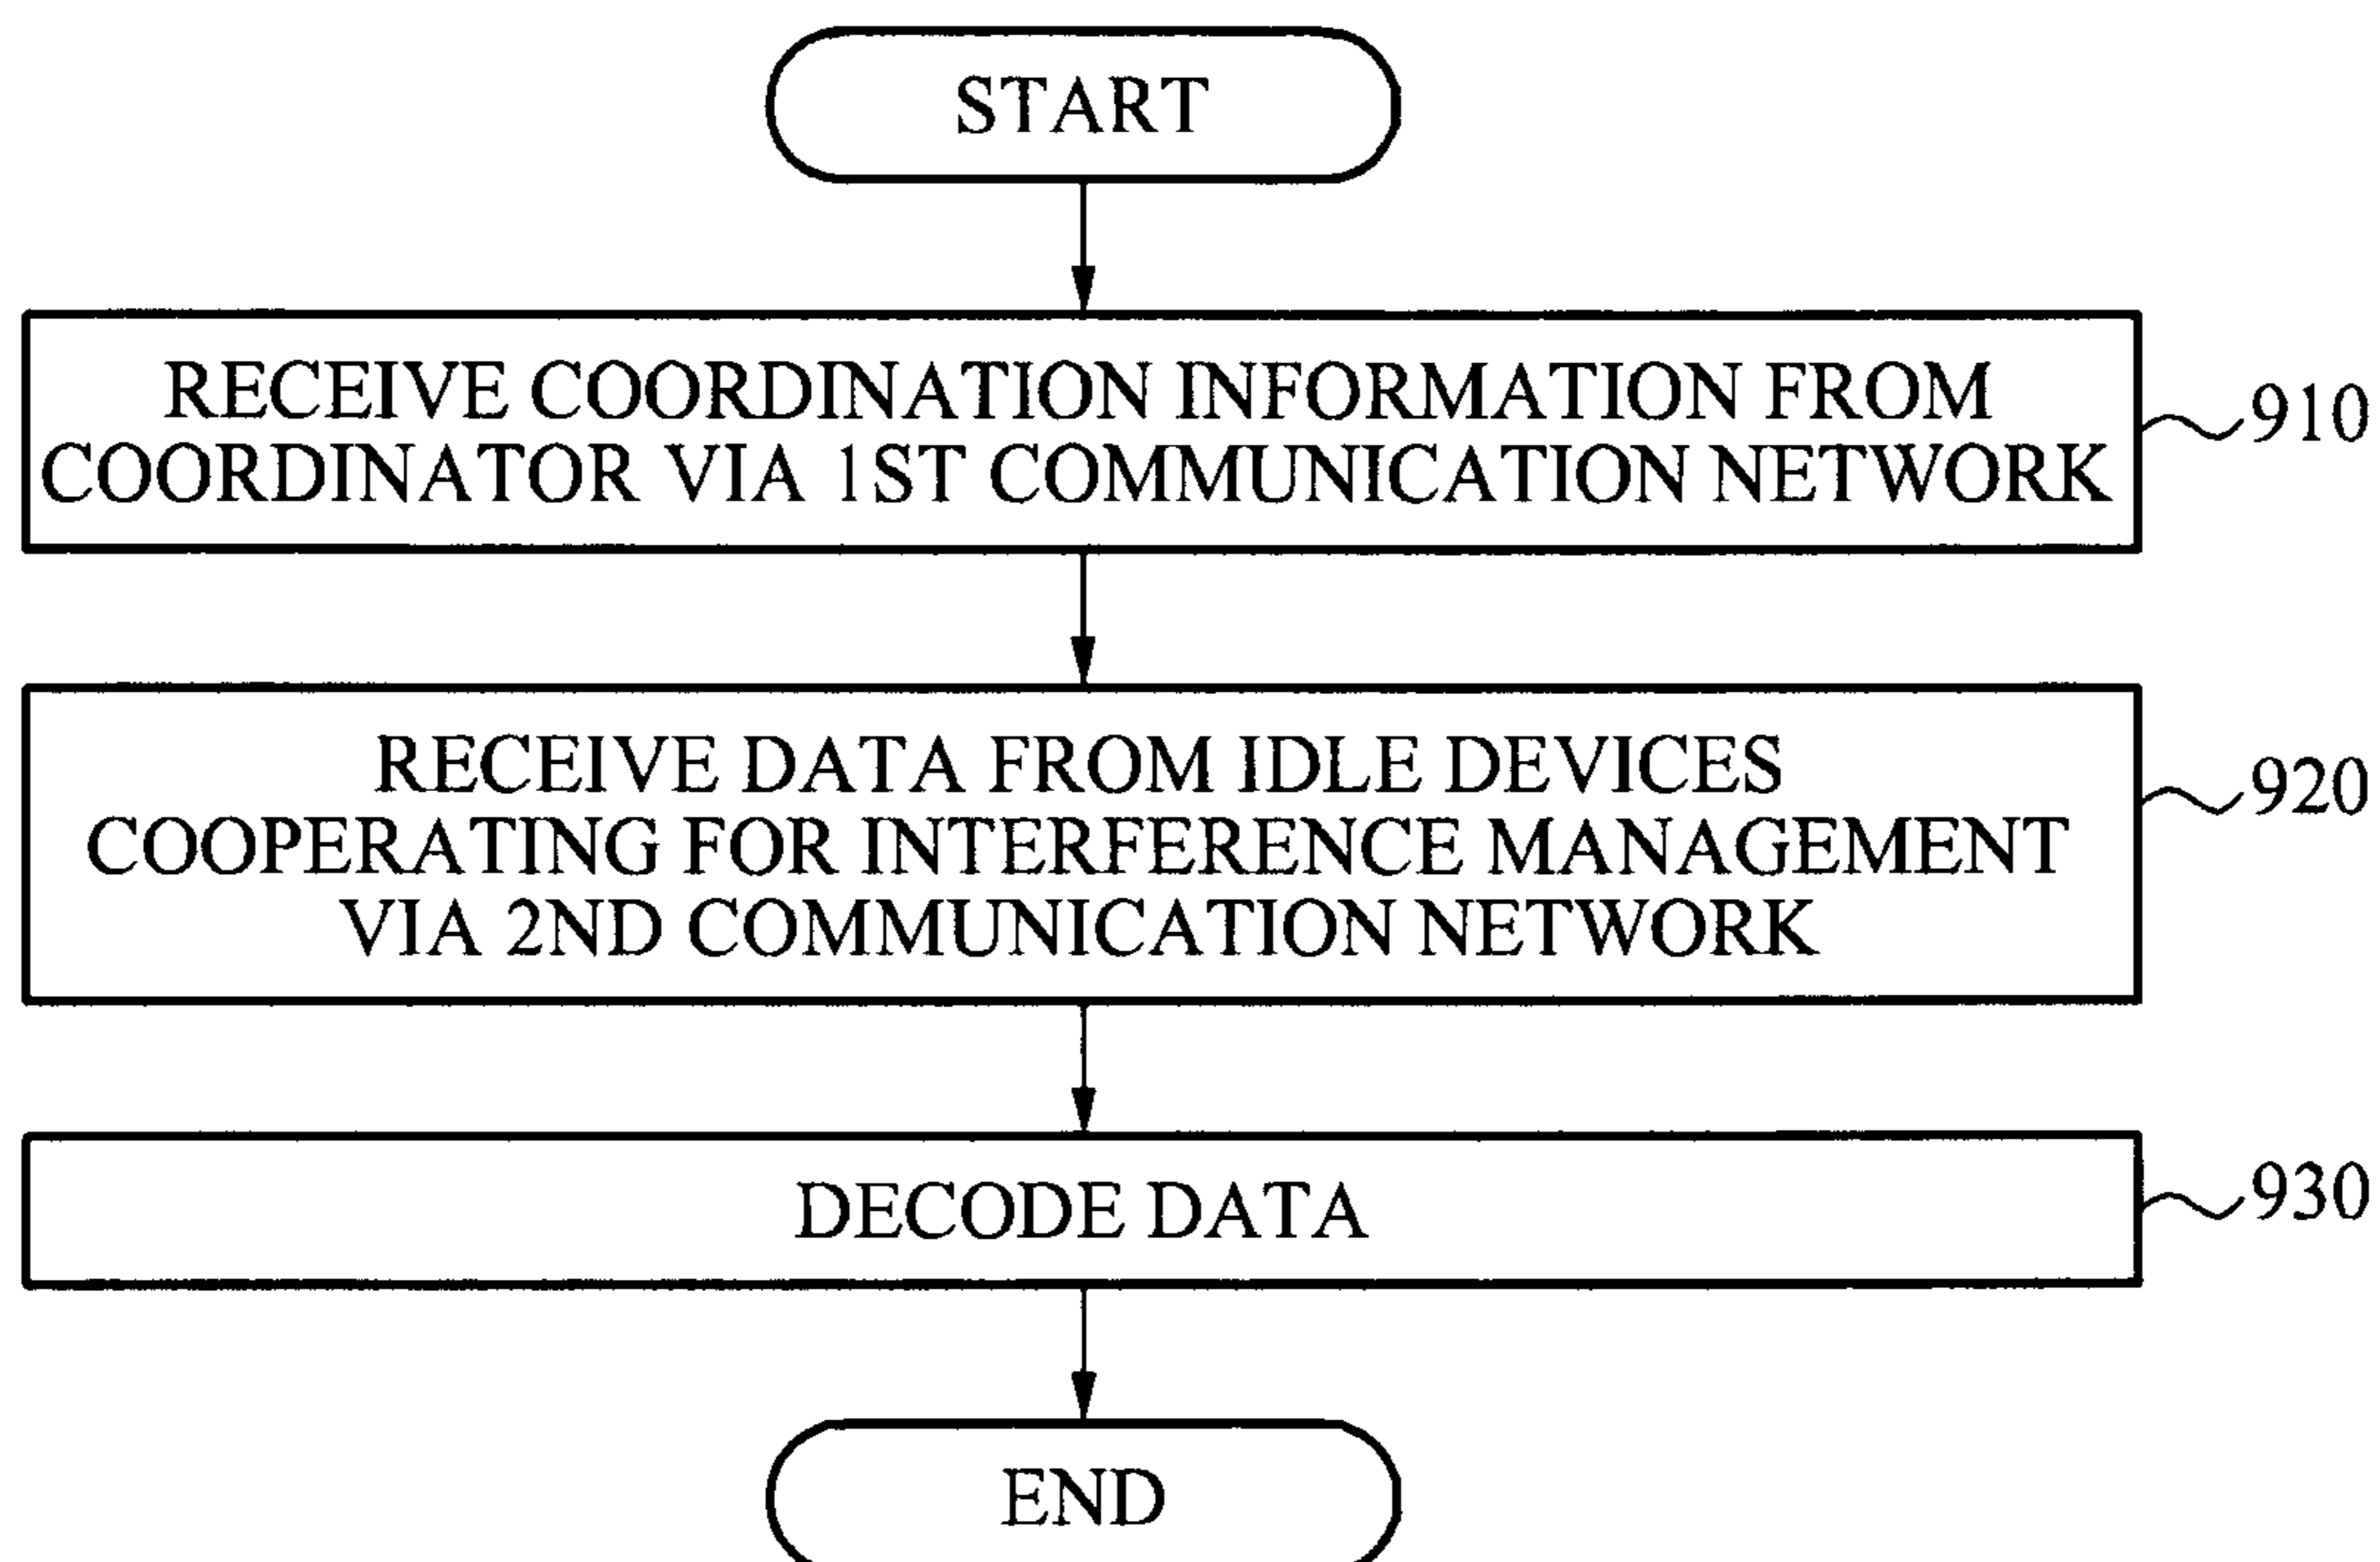 START
RECEIVE COORDINATION INFORMATION FROM
COORDINATOR VIA 1ST COMMUNICATION NETWORK
910
RECEIVE DATA FROM IDLE DEVICES
COOPERATING FOR INTERFERENCE MANAGEMENT
VIA 2ND COMMUNICATION NETWORK
920
DECODE DATA
930
END